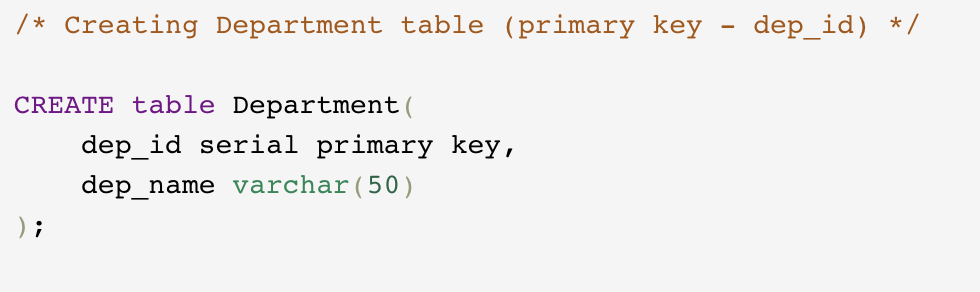 /* Creating Department table (primary key - dep_id) */
CREATE table Department(
    dep_id serial primary key,
    dep_name varchar(50)
);